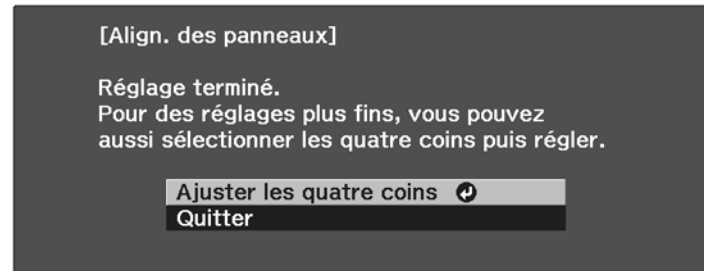 [Align. des panneaux]
Réglage terminé.
Pour des réglages plus fins, vous pouvez
aussi sélectionner les quatre coins puis régler.
Ajuster les quatre coins
Quitter